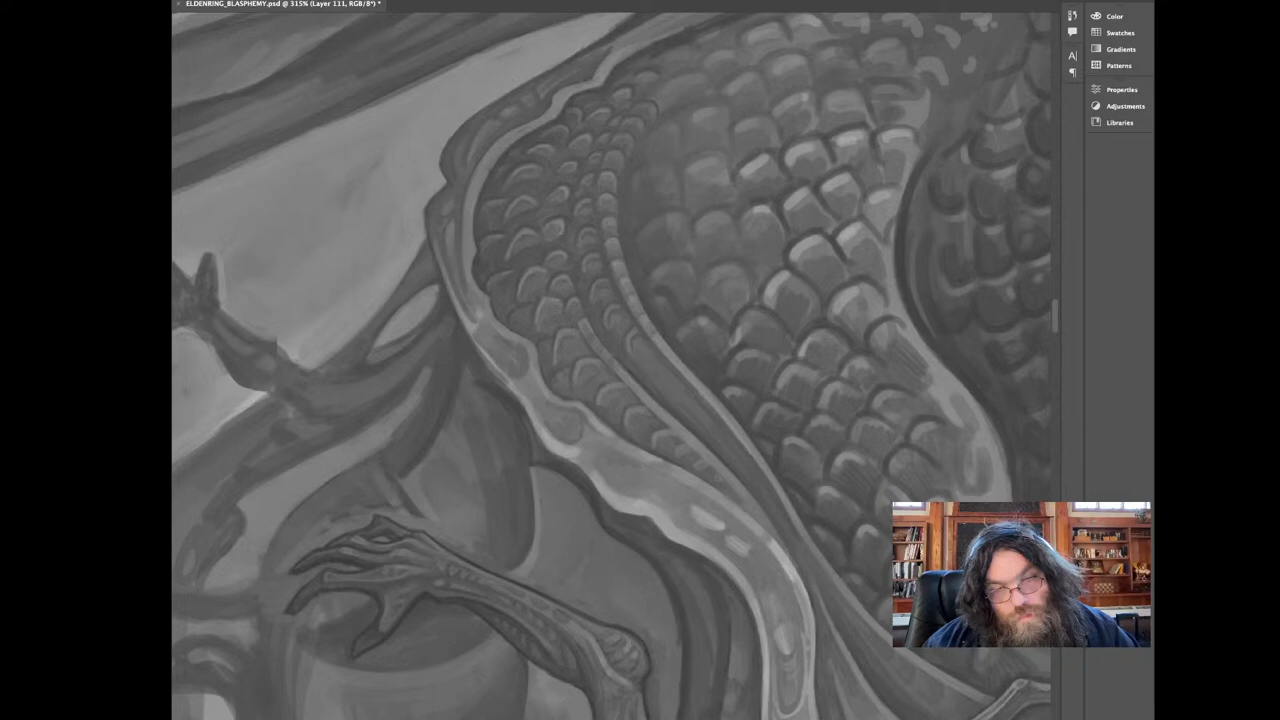 ELDENRING_BLASPHEMY.psd @ 315% (Layer 111, RGB/8*) *
Color
Swatches
Gradients
Patterns
Properties
Adjustments
Libraries